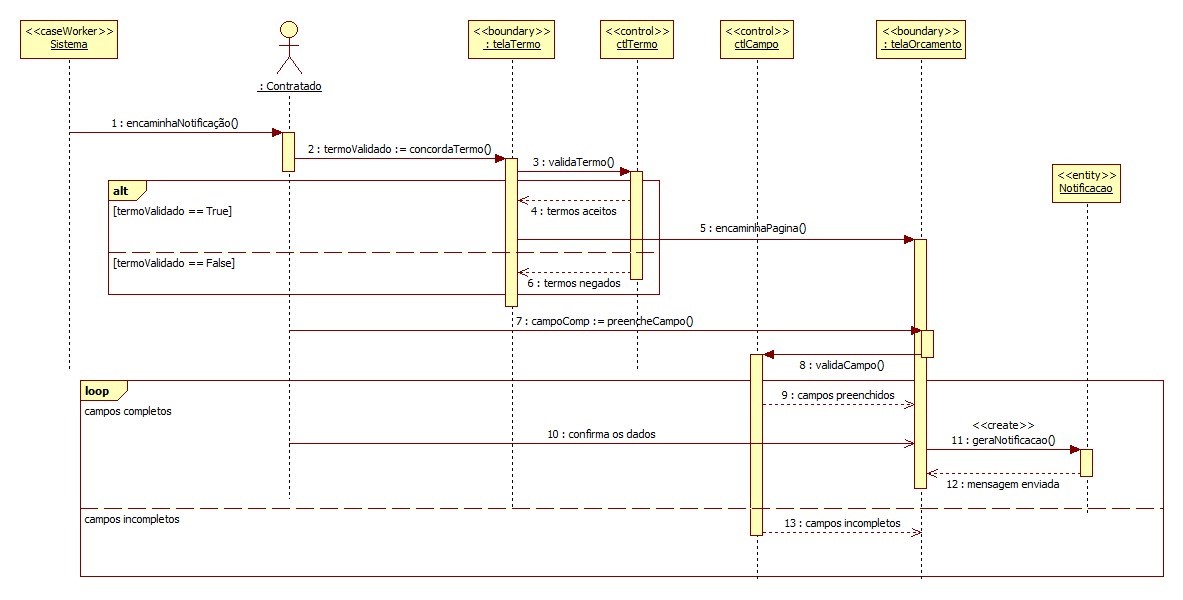 <<caseWorker>>
Sistema
<<boundary>>
: telaTermo
<<control>>
ctlTermo
<<control>>
ctlCampo
<<boundary>>
: telaOrcamento
: Contratado
1 : encaminhaNotificação()
2 : termoValidado := concordaTermo()
3 : validaTermo()
<<entity>>
Notificacao
alt
[termoValidado == True]
4 : termos aceitos
5 : encaminhaPagina()
[termoValidado == False]
6 : termos negados
7 : campoComp := preencheCampo()
8 : validaCampo()
loop
campos completos
9 : campos preenchidos
10 : confirma os dados
<<create>>
11 : geraNotificacao()
12 : mensagem enviada
campos incompletos
13 : campos incompletos